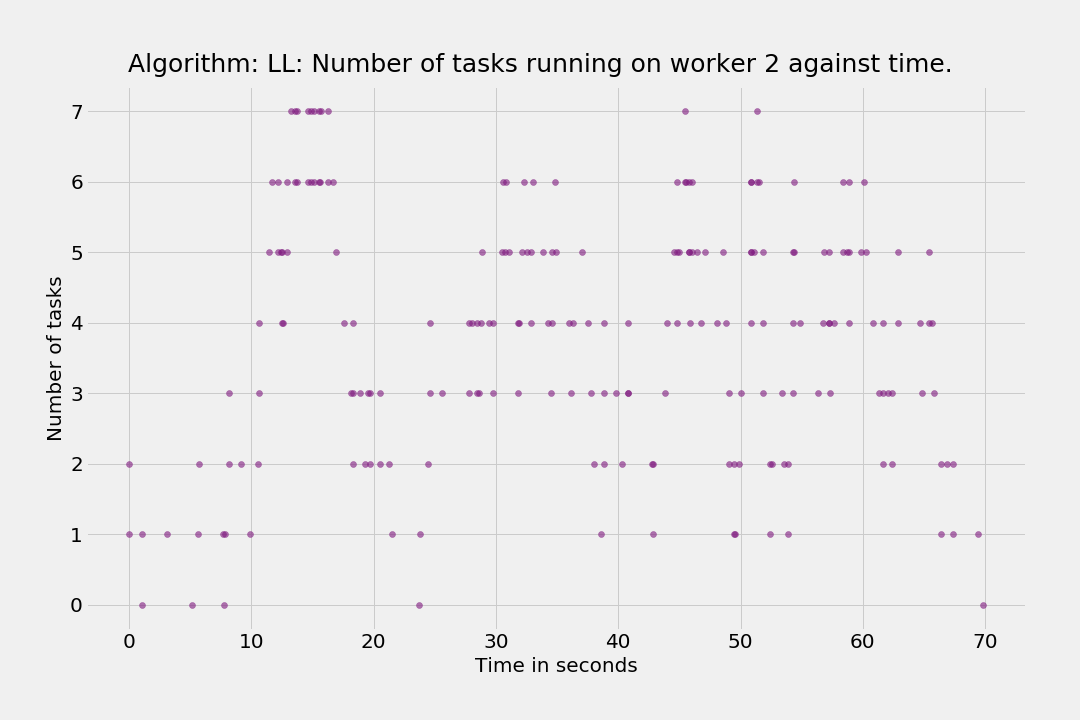 Algorithm: LL: Number of tasks running on worker 2 against time.
Number of tasks
7
6
5
4
3
2
1
0
0 10 20 30 40 50 60 70
Time in seconds